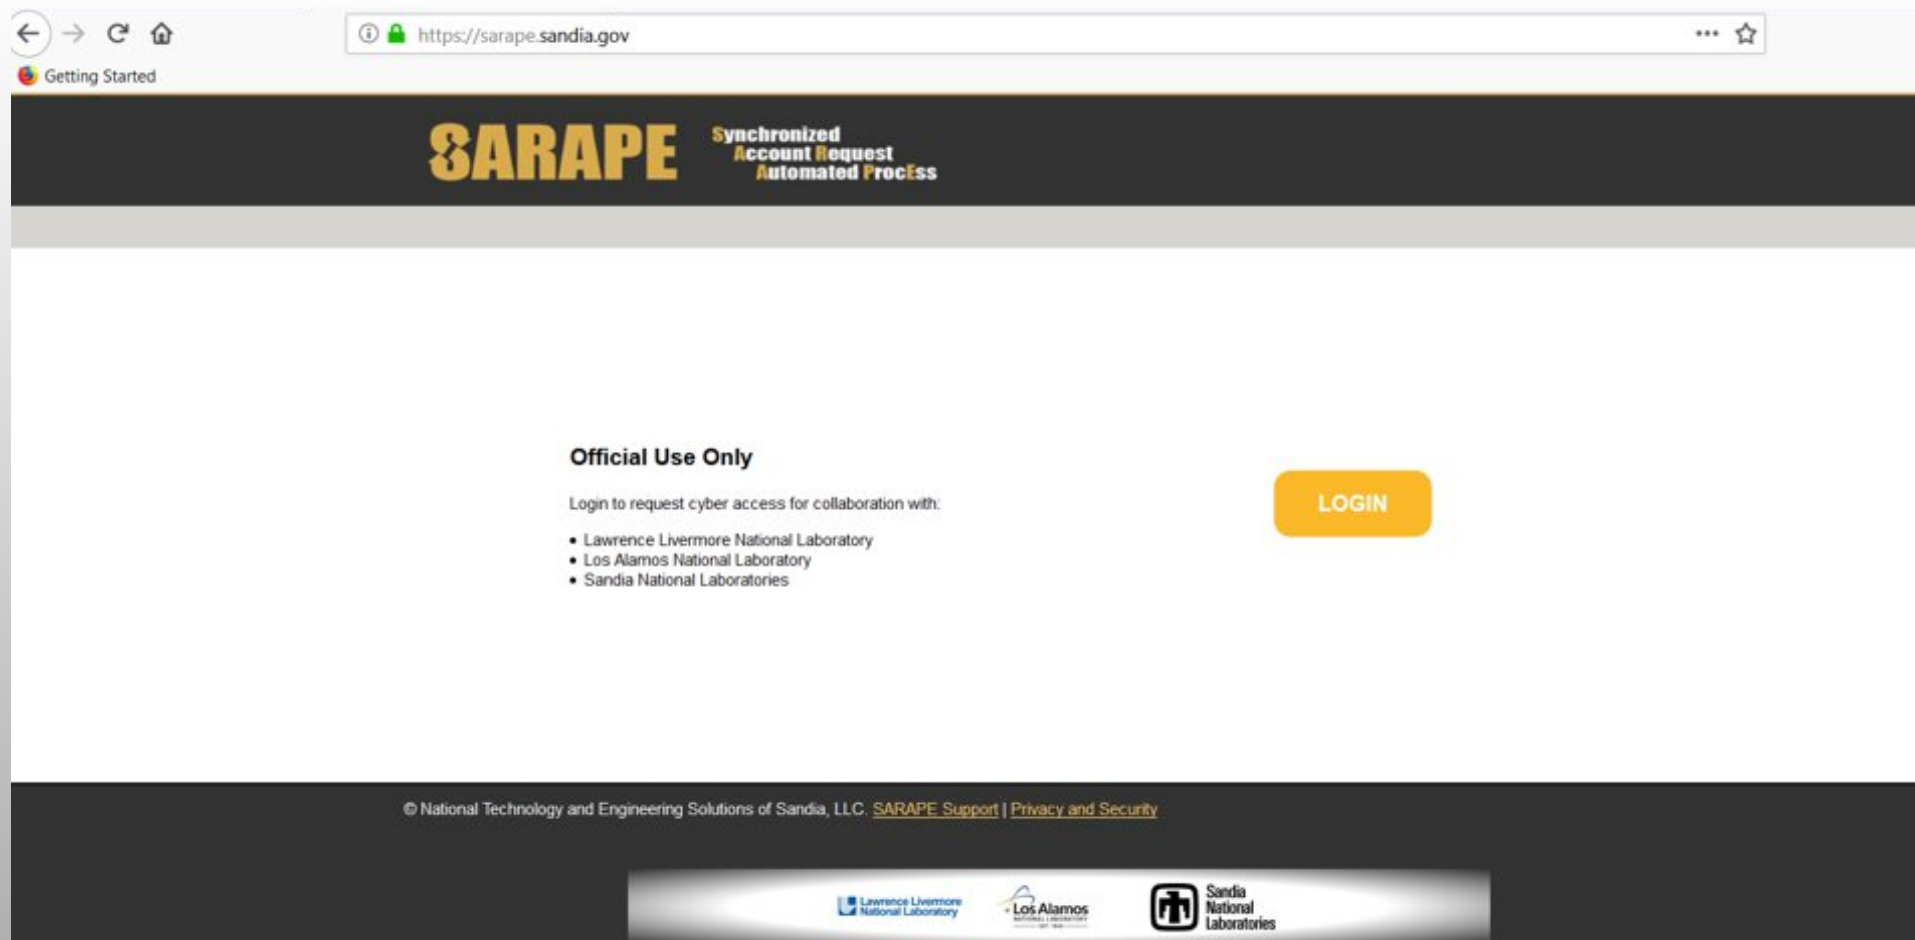 https://sarape.sandia.gov
Getting Started
SARAPE
Synchronized
Account Request
Automated ProcEss
Official Use Only
Login to request cyber access for collaboration with:
• Lawrence Livermore National Laboratory
• Los Alamos National Laboratory
• Sandia National Laboratories
LOGIN
© National Technology and Engineering Solutions of Sandia, LLC. SARAPE Support | Privacy and Security
Lawrence Livermore
National Laboratory
Los Alamos
NATIONAL LABORATORY
Sandia
National
Laboratories